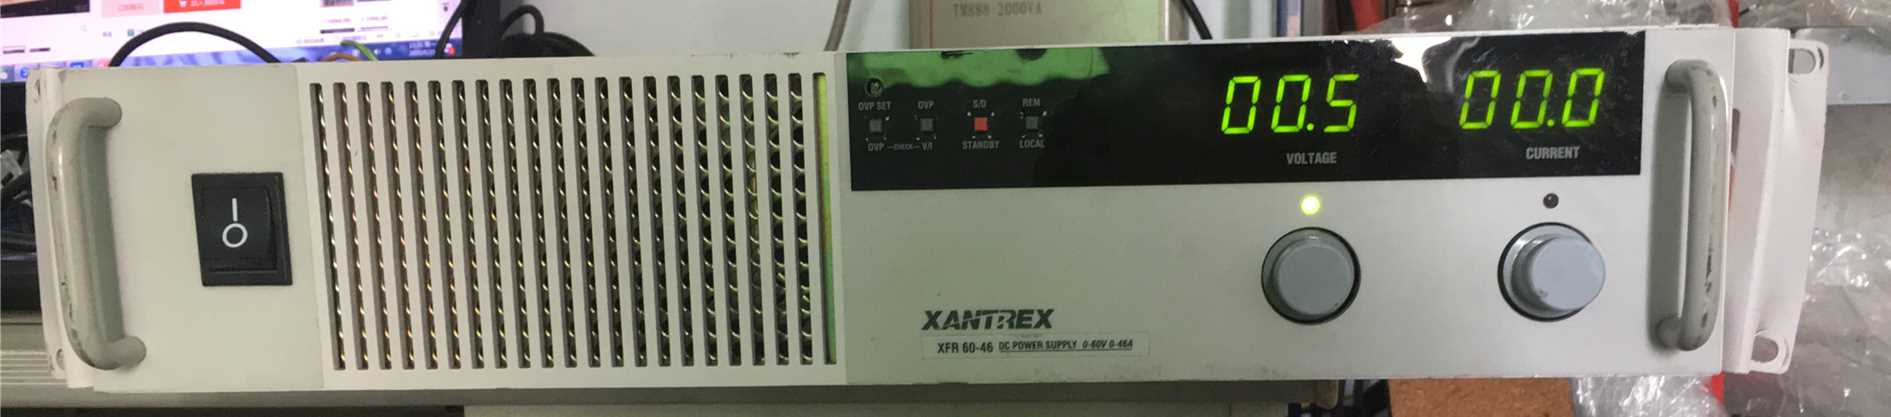 TM888 2000VA
OVP SET OVP S/D REM
OVP —CHECK— V/I STANDBY LOCAL
00.5 00.0
VOLTAGE CURRENT
XANTREX
XFR 60-46 DC POWER SUPPLY 0-60V 0-46A